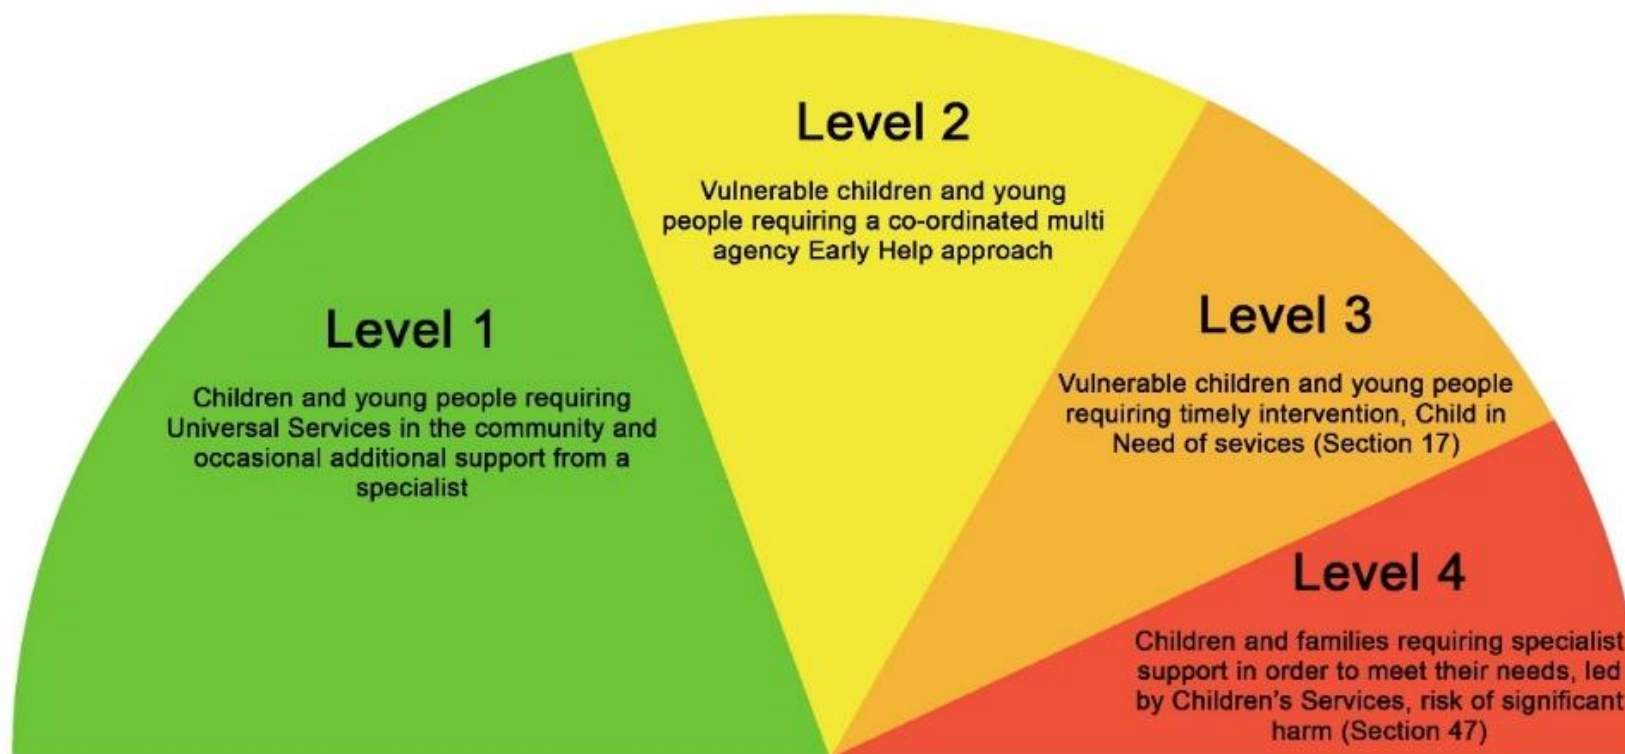 Level 1
Children and young people requiring
Universal Services in the community and
occasional additional support from a
specialist
Level 2
Vulnerable children and young
people requiring a co-ordinated multi
agency Early Help approach
Level 3
Vulnerable children and young people
requiring timely intervention, Child in
Need of sevices (Section 17)
Level 4
Children and families requiring specialist
support in order to meet their needs, led
by Children's Services, risk of significant
harm (Section 47)